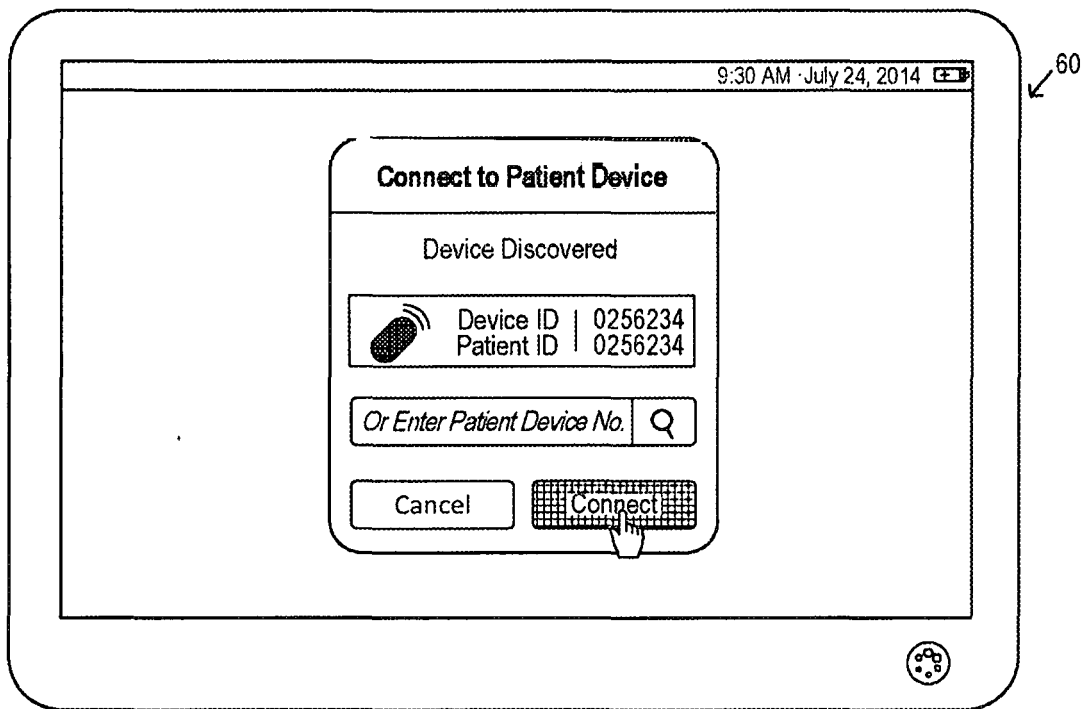 9:30 AM · July 24, 2014
60
Connect to Patient Device
Device Discovered
Device ID | 0256234
Patient ID | 0256234
Or Enter Patient Device No.
Cancel
Connect